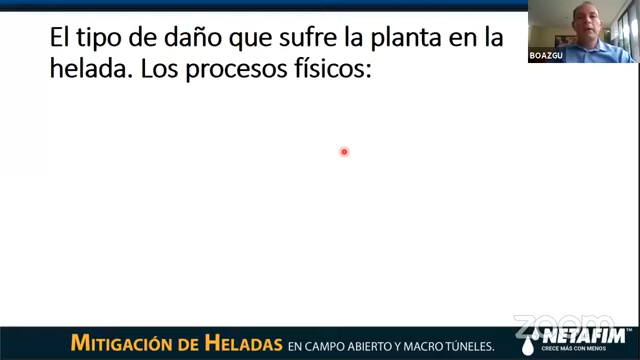 El tipo de daño que sufre la planta en la
helada. Los procesos físicos:
BOAZGU
zoom
MITIGACIÓN DE HELADAS EN CAMPO ABIERTO Y MACRO TÚNELES.
NETAFIM™
CRECE MÁS CON MENOS